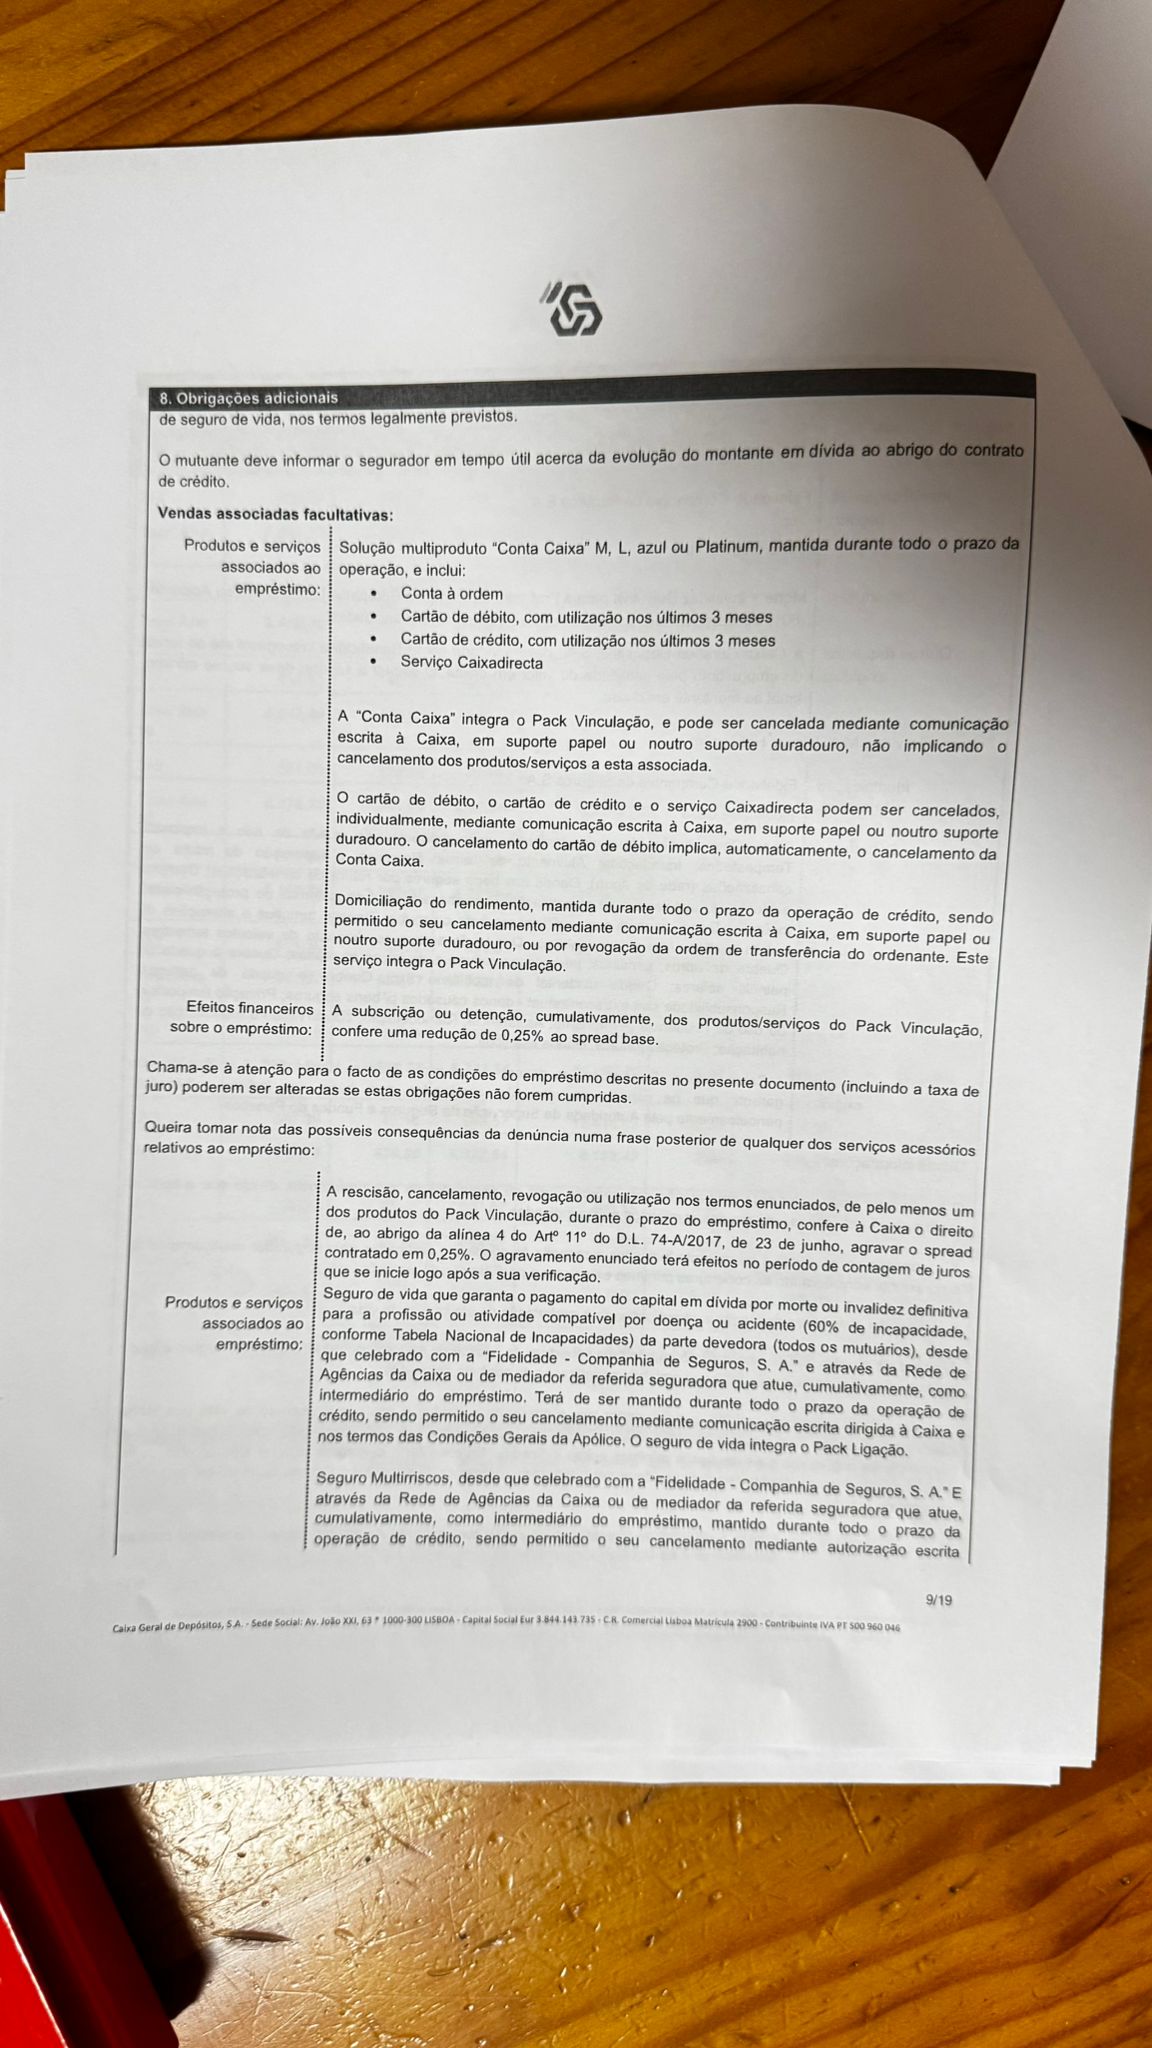 8. Obrigações adicionais
de seguro de vida, nos termos legalmente previstos.
O mutuante deve informar o segurador em tempo útil acerca da evolução do montante em dívida ao abrigo do contrato
de crédito.
Vendas associadas facultativas:
Produtos e serviços
associados ao
empréstimo:
Solução multiproduto “Conta Caixa” M, L, azul ou Platinum, mantida durante todo o prazo da
operação, e inclui:
• Conta à ordem
• Cartão de débito, com utilização nos últimos 3 meses
• Cartão de crédito, com utilização nos últimos 3 meses
• Serviço Caixadirecta
A “Conta Caixa” integra o Pack Vinculação, e pode ser cancelada mediante comunicação
escrita à Caixa, em suporte papel ou noutro suporte duradouro, não implicando o
cancelamento dos produtos/serviços a esta associada.
O cartão de débito, o cartão de crédito e o serviço Caixadirecta podem ser cancelados,
individualmente, mediante comunicação escrita à Caixa, em suporte papel ou noutro suporte
duradouro. O cancelamento do cartão de débito implica, automaticamente, o cancelamento da
Conta Caixa.
Domiciliação do rendimento, mantida durante todo o prazo da operação de crédito, sendo
permitido o seu cancelamento mediante comunicação escrita à Caixa, em suporte papel ou
noutro suporte duradouro, ou por revogação da ordem de transferência do ordenante. Este
serviço integra o Pack Vinculação.
Efeitos financeiros
sobre o empréstimo:
A subscrição ou detenção, cumulativamente, dos produtos/serviços do Pack Vinculação,
confere uma redução de 0,25% ao spread base.
Chama-se à atenção para o facto de as condições do empréstimo descritas no presente documento (incluindo a taxa de
juro) poderem ser alteradas se estas obrigações não forem cumpridas.
Queira tomar nota das possíveis consequências da denúncia numa frase posterior de qualquer dos serviços acessórios
relativos ao empréstimo:
A rescisão, cancelamento, revogação ou utilização nos termos enunciados, de pelo menos um
dos produtos do Pack Vinculação, durante o prazo do empréstimo, confere à Caixa o direito
de, ao abrigo da alínea 4 do Artº 11º do D.L. 74-A/2017, de 23 de junho, agravar o spread
contratado em 0,25%. O agravamento enunciado terá efeitos no período de contagem de juros
que se inicie logo após a sua verificação.
Produtos e serviços
associados ao
empréstimo:
Seguro de vida que garanta o pagamento do capital em dívida por morte ou invalidez definitiva
para a profissão ou atividade compatível por doença ou acidente (60% de incapacidade,
conforme Tabela Nacional de Incapacidades) da parte devedora (todos os mutuários), desde
que celebrado com a “Fidelidade - Companhia de Seguros, S. A.” e através da Rede de
Agências da Caixa ou de mediador da referida seguradora que atue, cumulativamente, como
intermediário do empréstimo. Terá de ser mantido durante todo o prazo da operação de
crédito, sendo permitido o seu cancelamento mediante comunicação escrita dirigida à Caixa e
nos termos das Condições Gerais da Apólice. O seguro de vida integra o Pack Ligação.
Seguro Multirriscos, desde que celebrado com a “Fidelidade - Companhia de Seguros, S. A.” E
através da Rede de Agências da Caixa ou de mediador da referida seguradora que atue,
cumulativamente, como intermediário do empréstimo, mantido durante todo o prazo da
operação de crédito, sendo permitido o seu cancelamento mediante autorização escrita
9/19
Caixa Geral de Depósitos, S.A. - Sede Social: Av. João XXI, 63 * 1000-300 LISBOA - Capital Social Eur 3.844.143.735 - C.R. Comercial Lisboa Matrícula 2900 - Contribuinte IVA PT 500 960 046